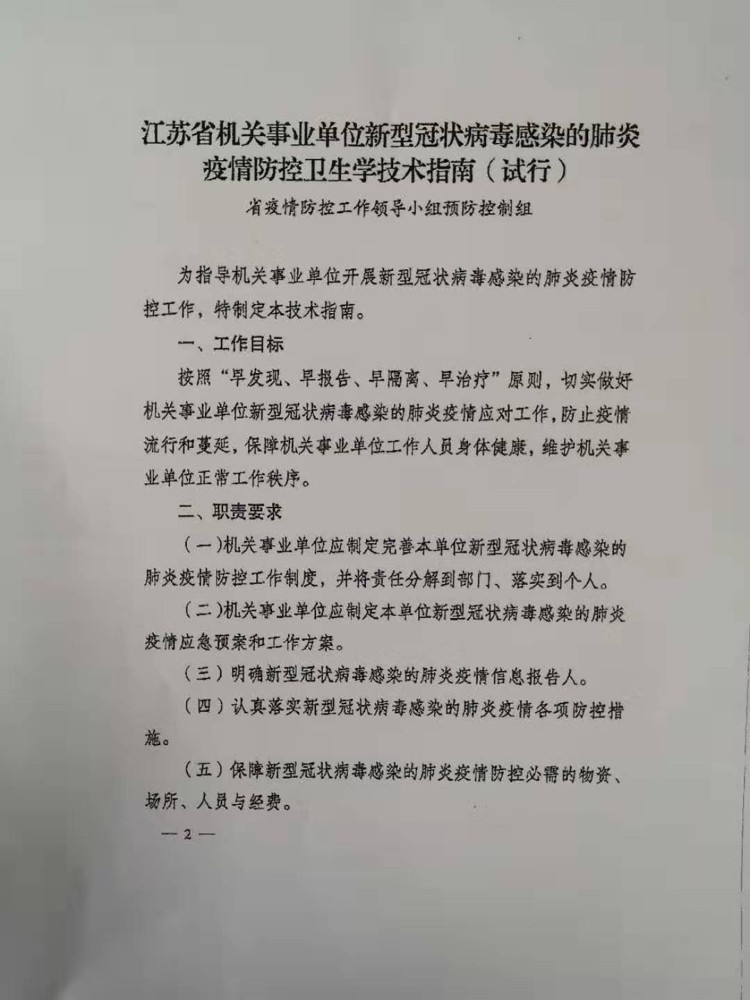 江苏省机关事业单位新型冠状病毒感染的肺炎
疫情防控卫生学技术指南（试行）
省疫情防控工作领导小组预防控制组
为指导机关事业单位开展新型冠状病毒感染的肺炎疫情防
控工作，特制定本技术指南。
一、工作目标
按照“早发现、早报告、早隔离、早治疗”原则，切实做好
机关事业单位新型冠状病毒感染的肺炎疫情应对工作，防止疫情
流行和蔓延，保障机关事业单位工作人员身体健康，维护机关事
业单位正常工作秩序。
二、职责要求
（一）机关事业单位应制定完善本单位新型冠状病毒感染的
肺炎疫情防控工作制度，并将责任分解到部门、落实到个人。
（二）机关事业单位应制定本单位新型冠状病毒感染的肺炎
疫情应急预案和工作方案。
（三）明确新型冠状病毒感染的肺炎疫情信息报告人。
（四）认真落实新型冠状病毒感染的肺炎疫情各项防控措
施。
（五）保障新型冠状病毒感染的肺炎疫情防控必需的物资、
场所、人员与经费。
— 2 —